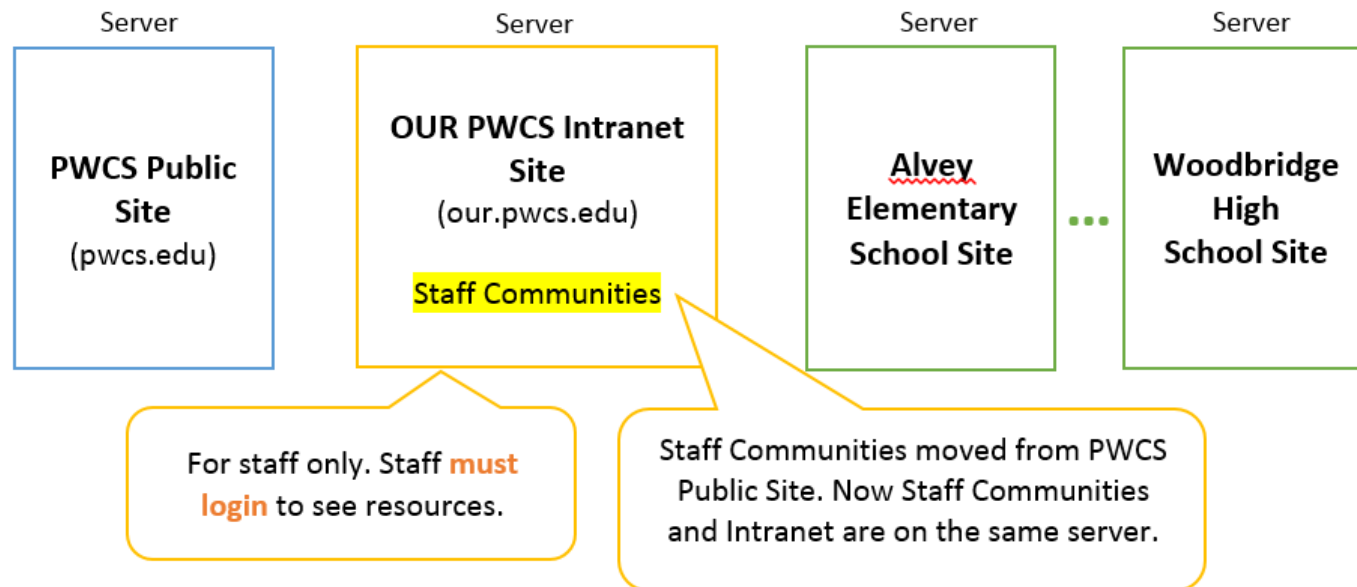 Server
PWCS Public
Site
(pwcs.edu)
Server
OUR PWCS Intranet
Site
(our.pwcs.edu)
Staff Communities
Server
Alvey
Elementary
School Site
...
Server
Woodbridge
High
School Site
For staff only. Staff must
login to see resources.
Staff Communities moved from PWCS
Public Site. Now Staff Communities
and Intranet are on the same server.